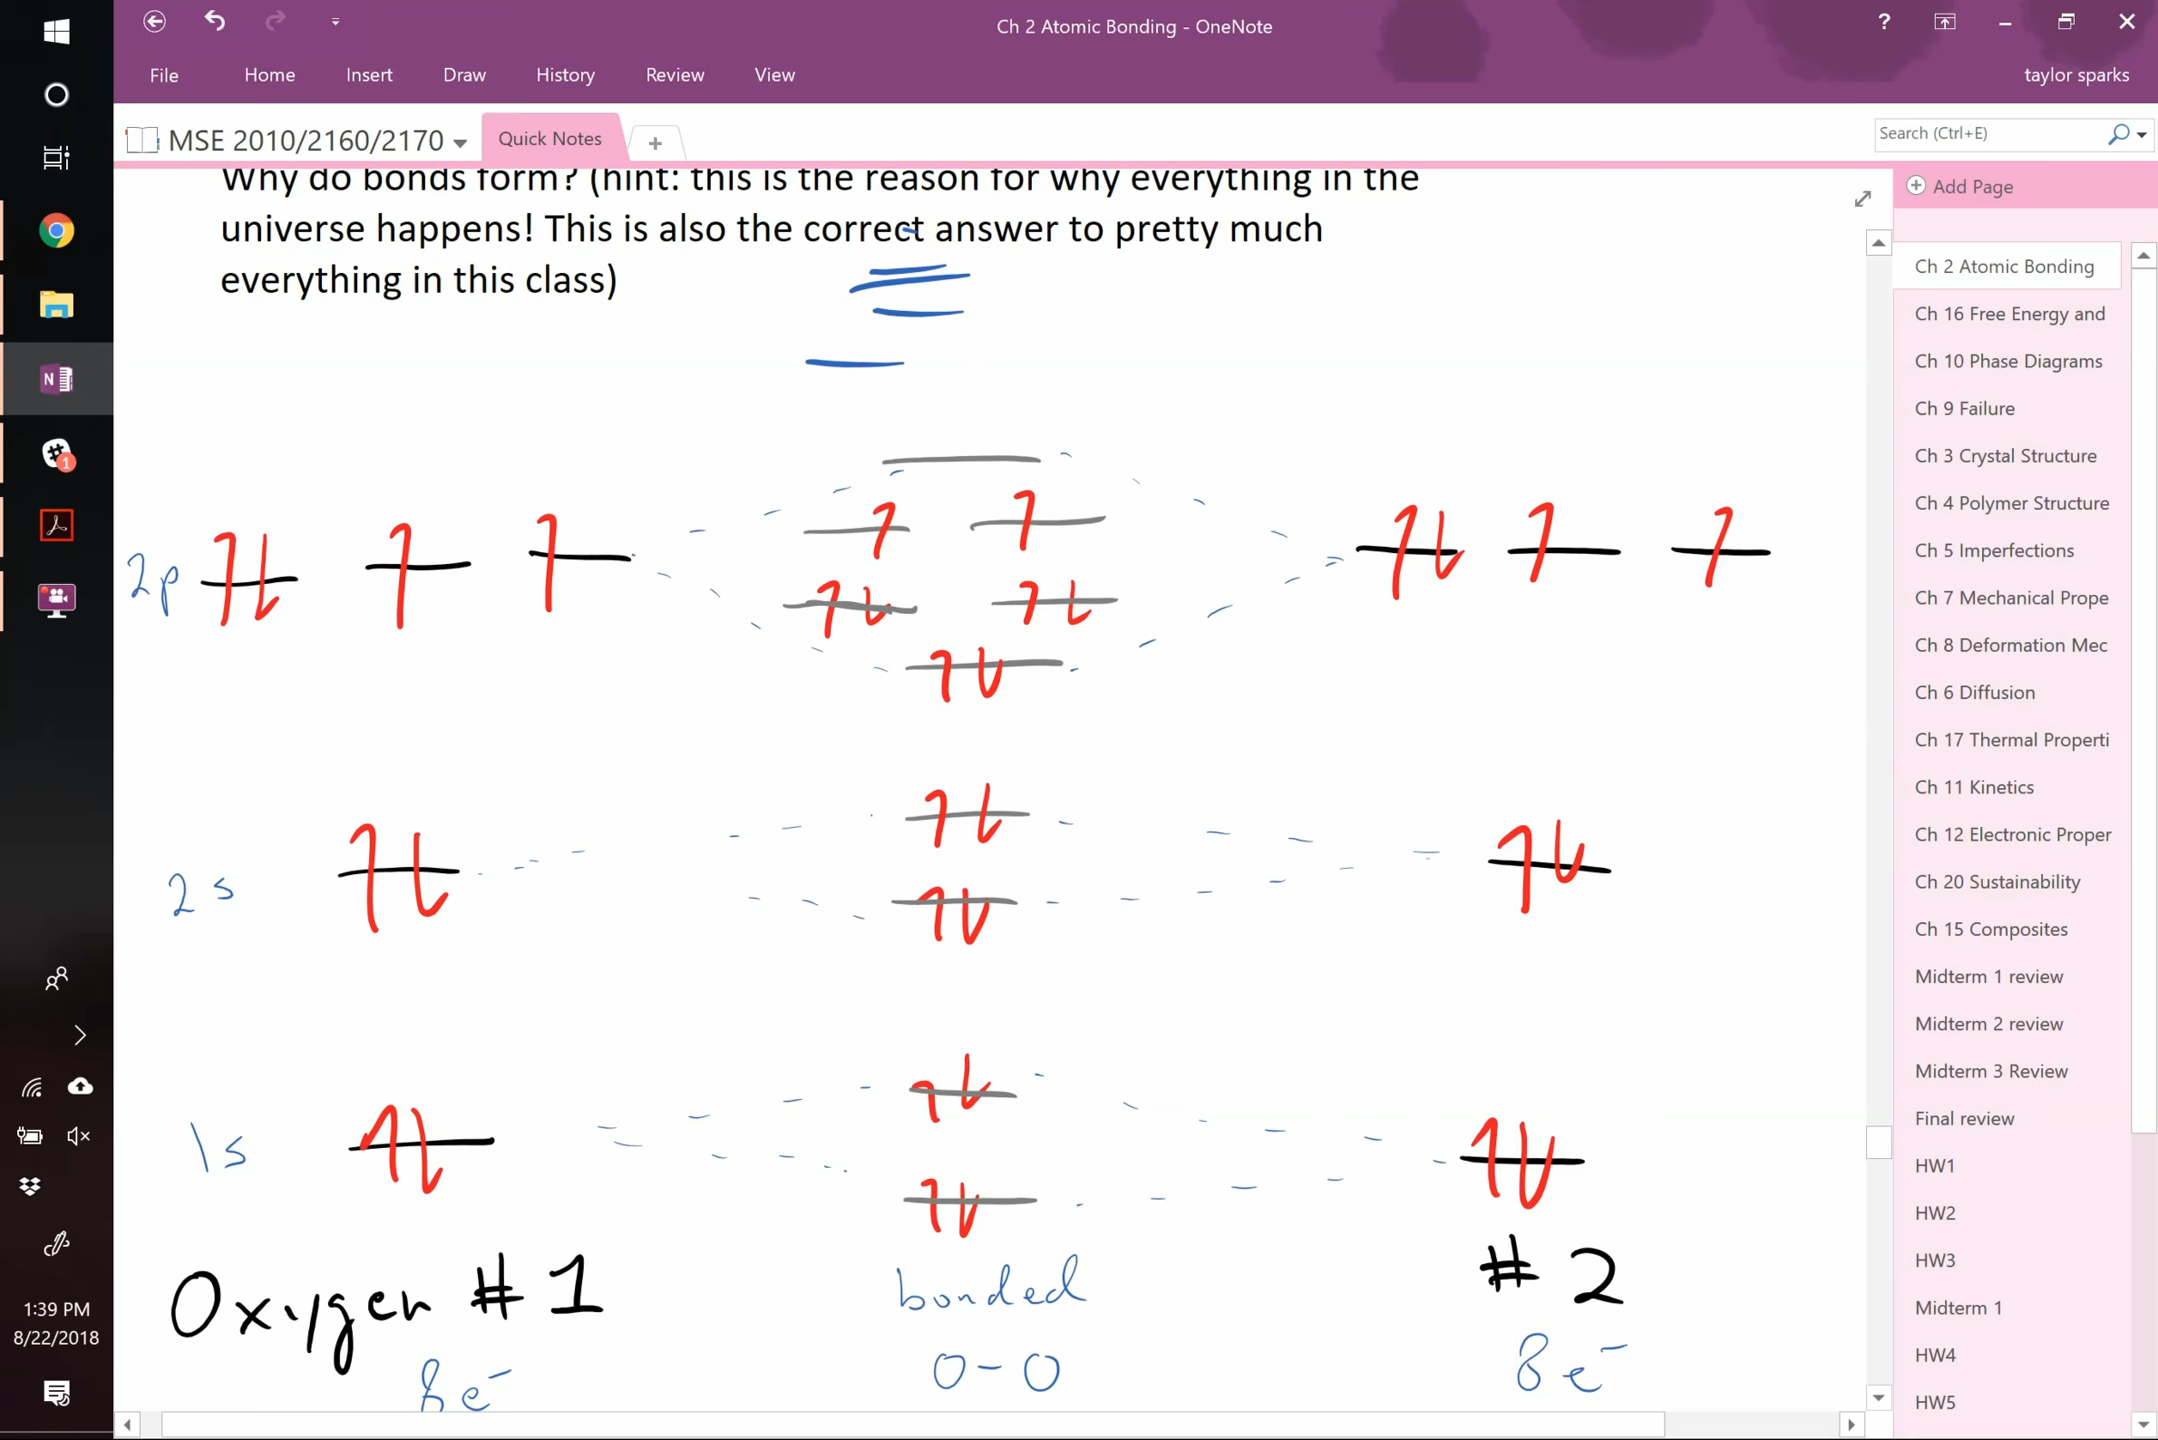 Ch 2 Atomic Bonding - OneNote
?
File Home Insert Draw History Review View
taylor sparks
MSE 2010/2160/2170
Quick Notes
+
Search (Ctrl+E)
Why do bonds form? (hint: this is the reason for why everything in the
universe happens! This is also the correct answer to pretty much
everything in this class)
2p
2s
1s
Oxygen #1
8e⁻
bonded
O-O
#2
8e⁻
Add Page
Ch 2 Atomic Bonding
Ch 16 Free Energy and
Ch 10 Phase Diagrams
Ch 9 Failure
Ch 3 Crystal Structure
Ch 4 Polymer Structure
Ch 5 Imperfections
Ch 7 Mechanical Prope
Ch 8 Deformation Mec
Ch 6 Diffusion
Ch 17 Thermal Properti
Ch 11 Kinetics
Ch 12 Electronic Proper
Ch 20 Sustainability
Ch 15 Composites
Midterm 1 review
Midterm 2 review
Midterm 3 Review
Final review
HW1
HW2
HW3
Midterm 1
HW4
HW5
N
1
1:39 PM
8/22/2018